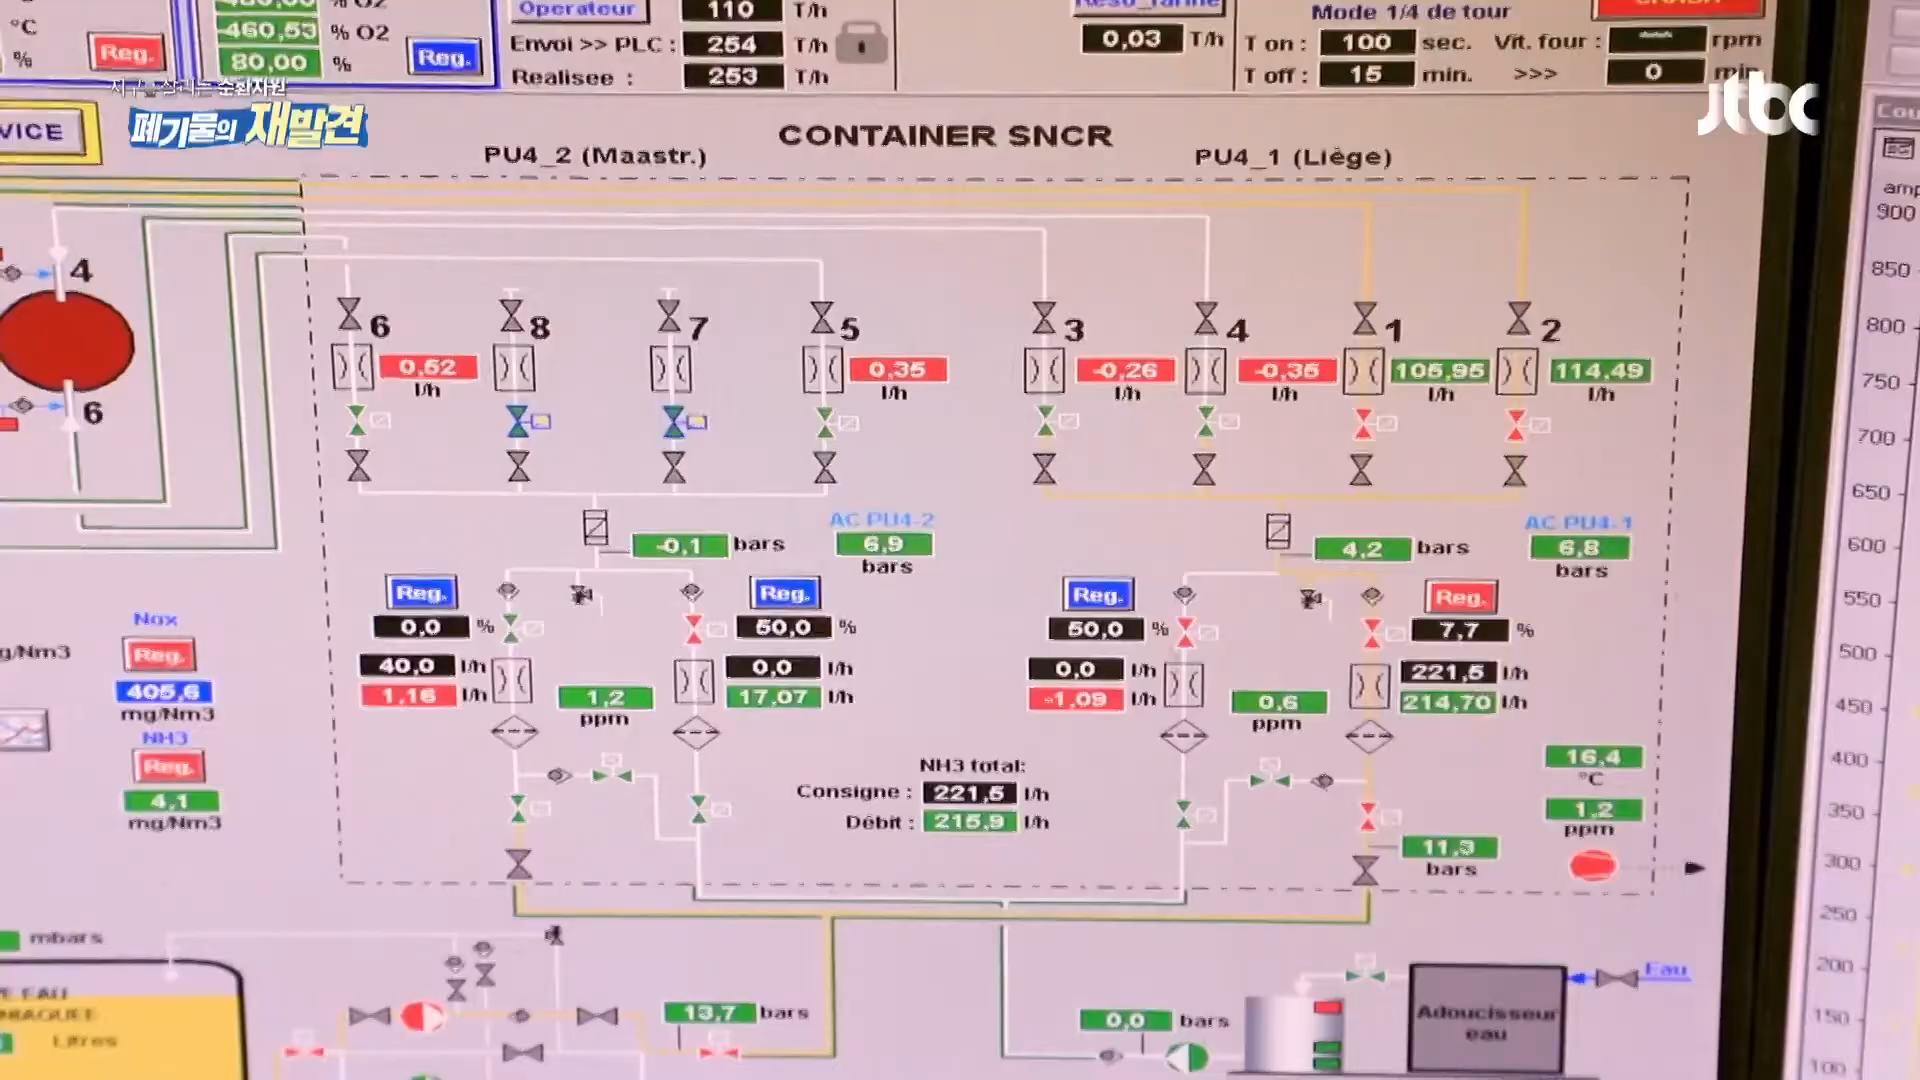 °C
%
Reg.
-460,53 % O2
80,00 %
Reg.
Operateur
110 T/h
Envoi >> PLC : 254 T/h
Realisee : 253 T/h
0,03 T/h
Mode 1/4 de tour
T on : 100 sec. Vit. four : rpm
T off : 15 min. >>> 0 min
순환자원
폐기물의 재발견
jtbc
VICE
CONTAINER SNCR
PU4_2 (Maastr.)
PU4_1 (Liège)
4
6
6 8 7 5 3 4 1 2
0,52 l/h
0,35 l/h
-0,26 l/h
-0,35 l/h
105,95 l/h
114,49 l/h
-0,1 bars
AC PU4-2
6,9
bars
4,2 bars
AC PU4-1
6,8
bars
Reg.
0,0 %
40,0 l/h
1,16 l/h
1,2
ppm
Reg.
50,0 %
0,0 l/h
17,07 l/h
Reg.
50,0 %
0,0 l/h
-1,09 l/h
0,6
ppm
Reg.
7,7 %
221,5 l/h
214,70 l/h
Nox
Reg.
405,6
mg/Nm3
NH3
Reg.
4,1
mg/Nm3
g/Nm3
NH3 total:
Consigne : 221,5 l/h
Débit : 215,9 l/h
16,4
°C
1,2
ppm
11,3
bars
mbars
EAU
Litres
13,7 bars
0,0 bars
Adoucisseur
eau
Eau
Cou
amp
900
850
800
750
700
650
600
550
500
450
400
350
300
250
200
150
100